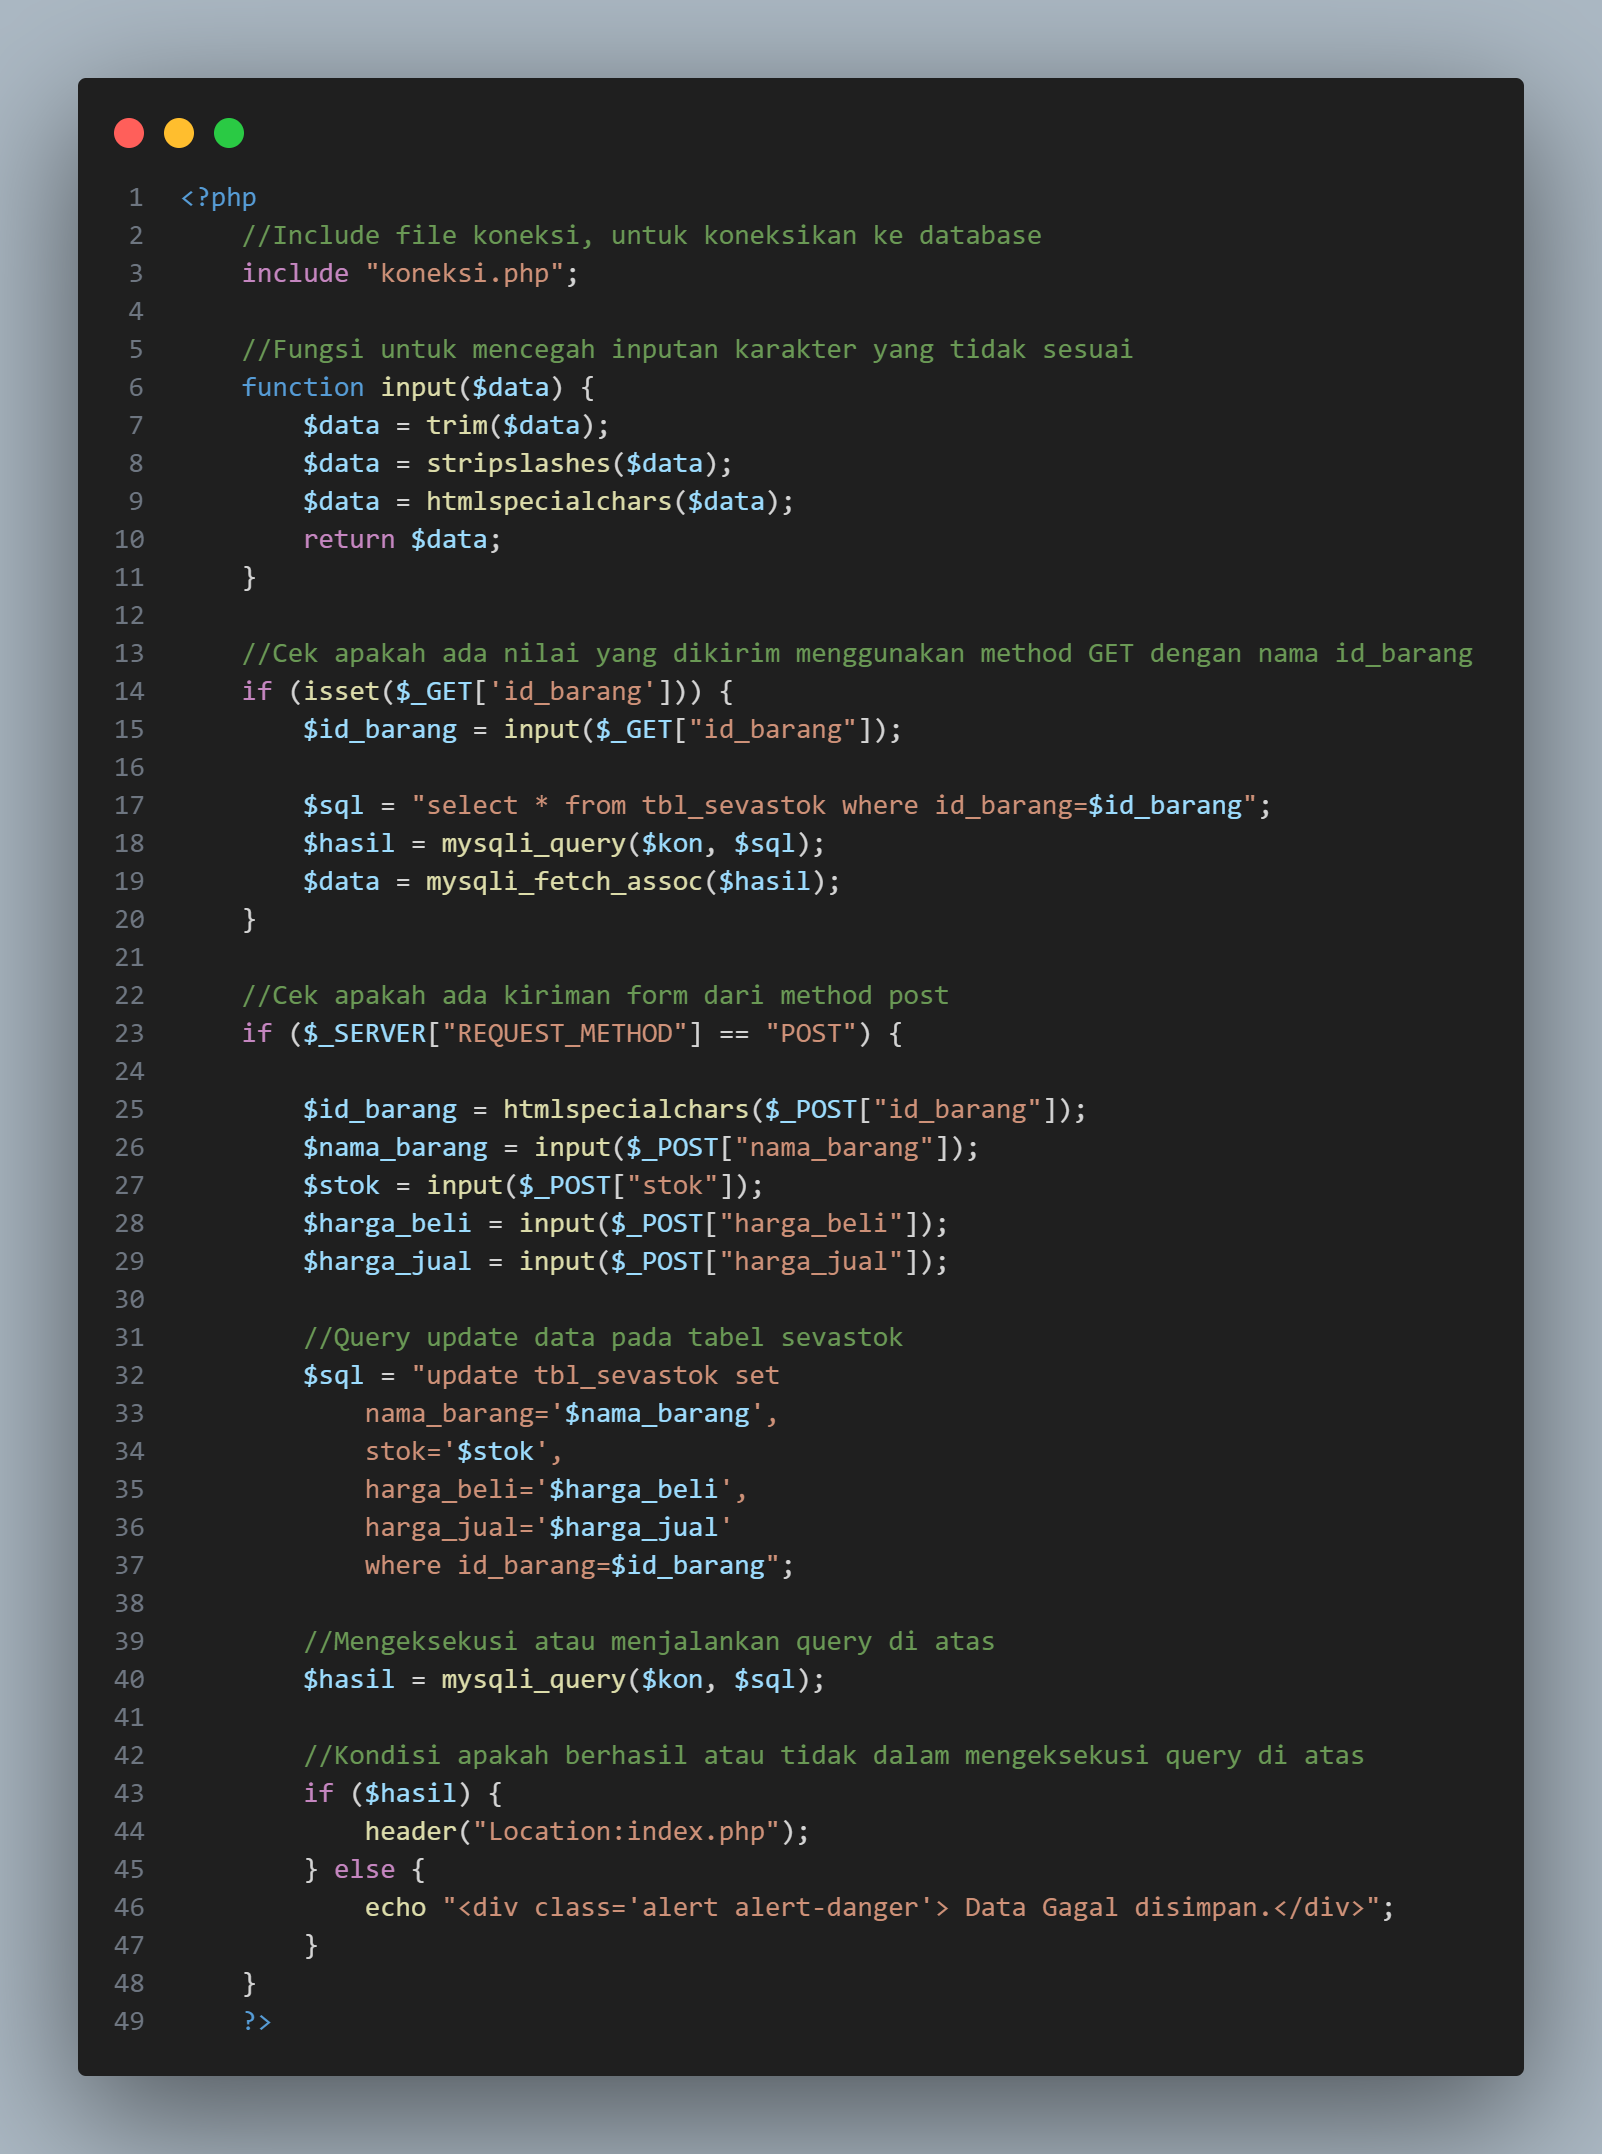 1 <?php
2     //Include file koneksi, untuk koneksikan ke database
3     include "koneksi.php";
4
5     //Fungsi untuk mencegah inputan karakter yang tidak sesuai
6     function input($data) {
7         $data = trim($data);
8         $data = stripslashes($data);
9         $data = htmlspecialchars($data);
10         return $data;
11     }
12
13     //Cek apakah ada nilai yang dikirim menggunakan method GET dengan nama id_barang
14     if (isset($_GET['id_barang'])) {
15         $id_barang = input($_GET["id_barang"]);
16
17         $sql = "select * from tbl_sevastok where id_barang=$id_barang";
18         $hasil = mysqli_query($kon, $sql);
19         $data = mysqli_fetch_assoc($hasil);
20     }
21
22     //Cek apakah ada kiriman form dari method post
23     if ($_SERVER["REQUEST_METHOD"] == "POST") {
24
25         $id_barang = htmlspecialchars($_POST["id_barang"]);
26         $nama_barang = input($_POST["nama_barang"]);
27         $stok = input($_POST["stok"]);
28         $harga_beli = input($_POST["harga_beli"]);
29         $harga_jual = input($_POST["harga_jual"]);
30
31         //Query update data pada tabel sevastok
32         $sql = "update tbl_sevastok set
33             nama_barang='$nama_barang',
34             stok='$stok',
35             harga_beli='$harga_beli',
36             harga_jual='$harga_jual'
37             where id_barang=$id_barang";
38
39         //Mengeksekusi atau menjalankan query di atas
40         $hasil = mysqli_query($kon, $sql);
41
42         //Kondisi apakah berhasil atau tidak dalam mengeksekusi query di atas
43         if ($hasil) {
44             header("Location:index.php");
45         } else {
46             echo "<div class='alert alert-danger'> Data Gagal disimpan.</div>";
47         }
48     }
49     ?>